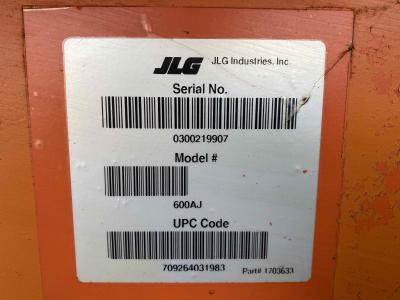 JLG JLG Industries, Inc
Serial No.
0300219907
Model #
600AJ
UPC Code
709264031983
Part# 1703633